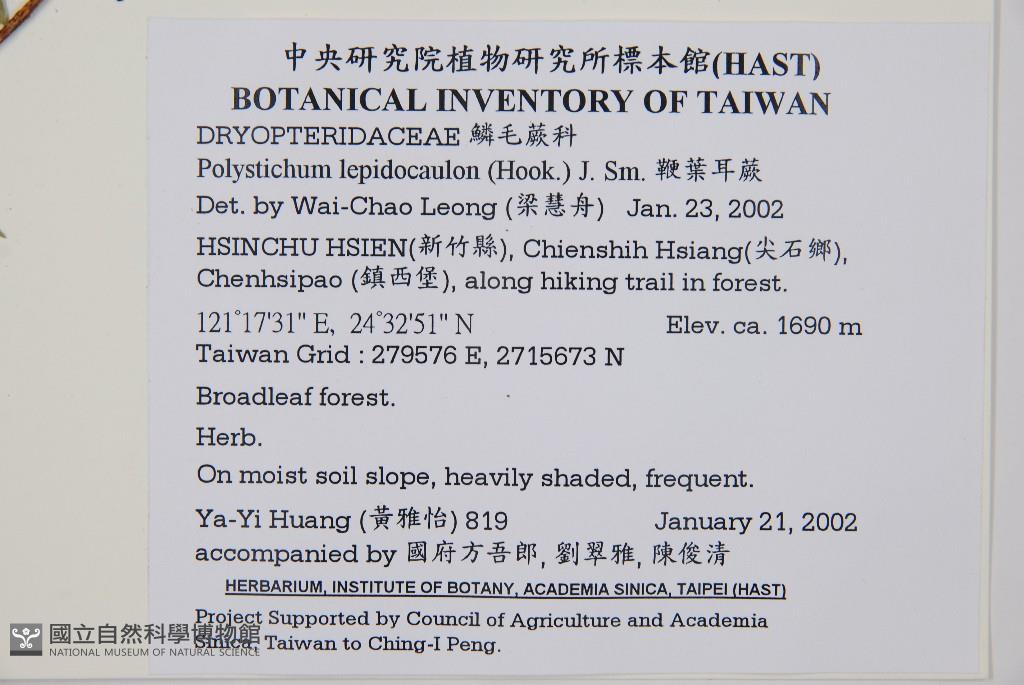 中央研究院植物研究所標本館(HAST)
BOTANICAL INVENTORY OF TAIWAN
DRYOPTERIDACEAE 鱗毛蕨科
Polystichum lepidocaulon (Hook.) J. Sm. 鞭葉耳蕨
Det. by Wai-Chao Leong (梁慧舟) Jan. 23, 2002
HSINCHU HSIEN(新竹縣), Chienshih Hsiang(尖石鄉),
Chenhsipao (鎮西堡), along hiking trail in forest.
121°17'31" E, 24°32'51" N Elev. ca. 1690 m
Taiwan Grid : 279576 E, 2715673 N
Broadleaf forest.
Herb.
On moist soil slope, heavily shaded, frequent.
Ya-Yi Huang (黃雅怡) 819 January 21, 2002
accompanied by 國府方吾郎, 劉翠雅, 陳俊清
HERBARIUM, INSTITUTE OF BOTANY, ACADEMIA SINICA, TAIPEI (HAST)
Project Supported by Council of Agriculture and Academia
Sinica, Taiwan to Ching-I Peng.
國立自然科學博物館
NATIONAL MUSEUM OF NATURAL SCIENCE